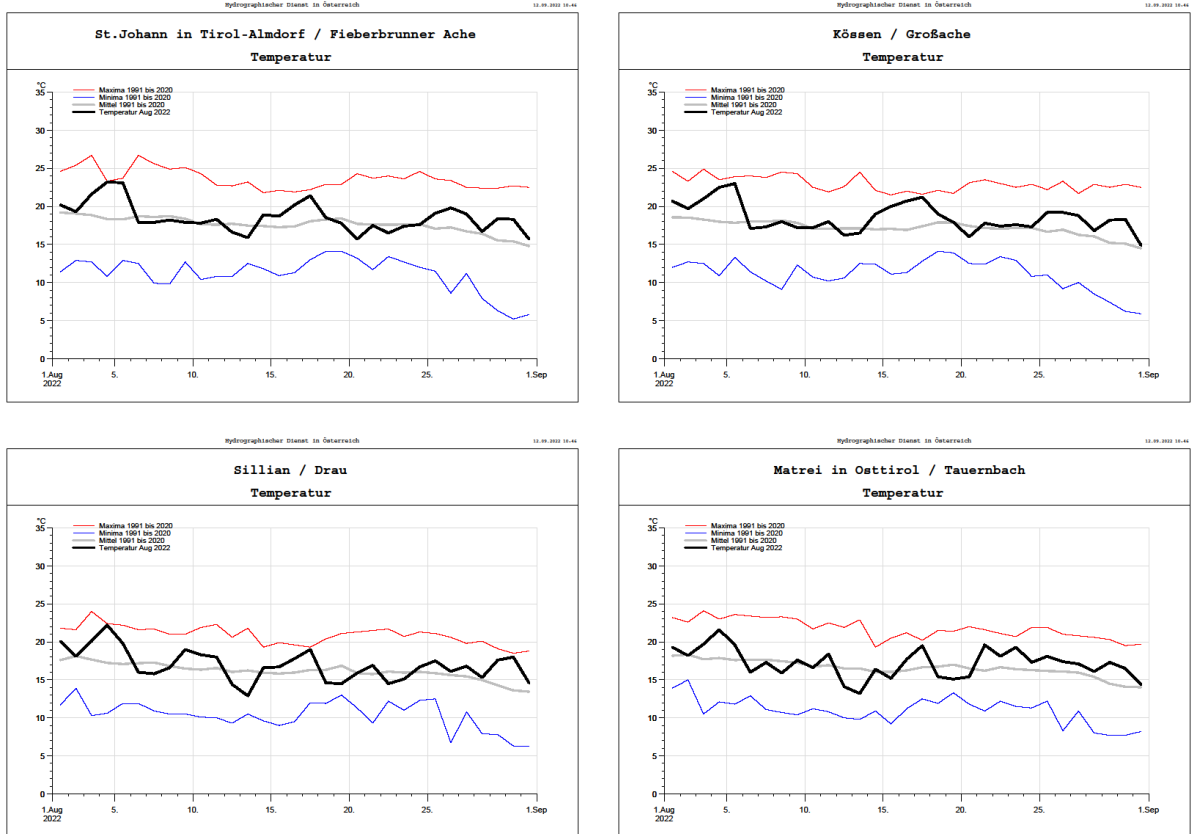 Hydrographischer Dienst in Österreich 12.09.2022 10:46
St.Johann in Tirol-Almdorf / Fieberbrunner Ache
Temperatur
°C
Maxima 1991 bis 2020
Minima 1991 bis 2020
Mittel 1991 bis 2020
Temperatur Aug 2022
35
30
25
20
15
10
5
0
1.Aug 5. 10. 15. 20. 25. 1.Sep
2022
Hydrographischer Dienst in Österreich 12.09.2022 10:46
Kössen / Großache
Temperatur
°C
Maxima 1991 bis 2020
Minima 1991 bis 2020
Mittel 1991 bis 2020
Temperatur Aug 2022
35
30
25
20
15
10
5
0
1.Aug 5. 10. 15. 20. 25. 1.Sep
2022
Hydrographischer Dienst in Österreich 12.09.2022 10:46
Sillian / Drau
Temperatur
°C
Maxima 1991 bis 2020
Minima 1991 bis 2020
Mittel 1991 bis 2020
Temperatur Aug 2022
35
30
25
20
15
10
5
0
1.Aug 5. 10. 15. 20. 25. 1.Sep
2022
Hydrographischer Dienst in Österreich 12.09.2022 10:46
Matrei in Osttirol / Tauernbach
Temperatur
°C
Maxima 1991 bis 2020
Minima 1991 bis 2020
Mittel 1991 bis 2020
Temperatur Aug 2022
35
30
25
20
15
10
5
0
1.Aug 5. 10. 15. 20. 25. 1.Sep
2022